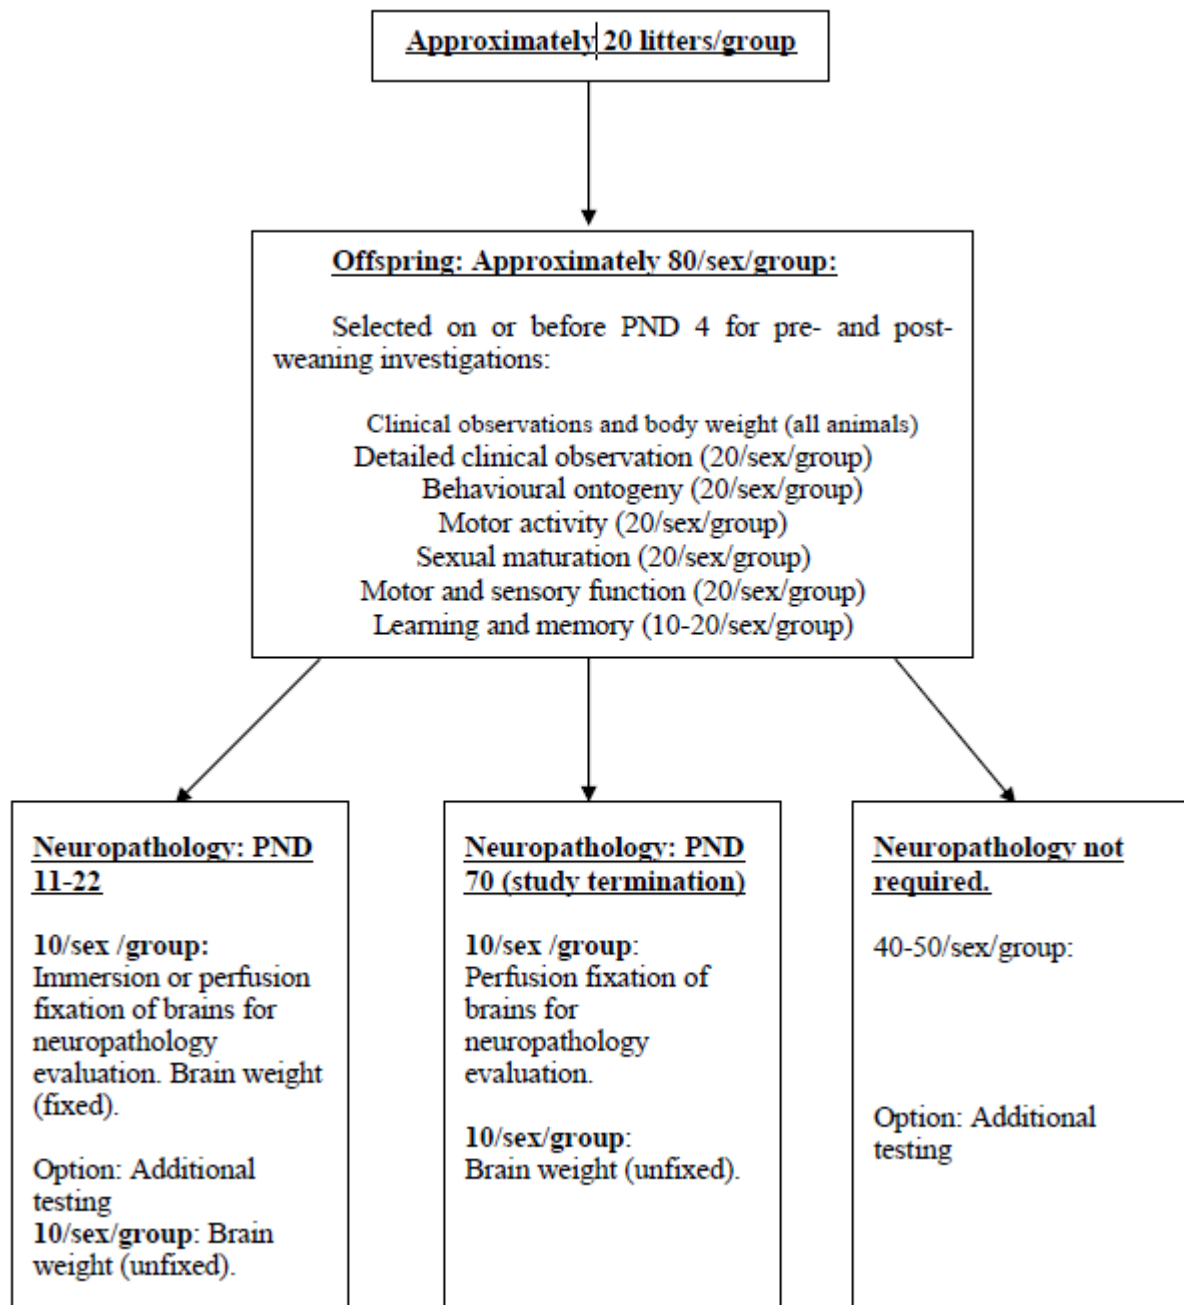 Approximately 20 litters/group
Offspring: Approximately 80/sex/group:
Selected on or before PND 4 for pre- and post-
weaning investigations:
Clinical observations and body weight (all animals)
Detailed clinical observation (20/sex/group)
Behavioural ontogeny (20/sex/group)
Motor activity (20/sex/group)
Sexual maturation (20/sex/group)
Motor and sensory function (20/sex/group)
Learning and memory (10-20/sex/group)
Neuropathology: PND
11-22
10/sex /group:
Immersion or perfusion
fixation of brains for
neuropathology
evaluation. Brain weight
(fixed).
Option: Additional
testing
10/sex/group: Brain
weight (unfixed).
Neuropathology: PND
70 (study termination)
10/sex /group:
Perfusion fixation of
brains for
neuropathology
evaluation.
10/sex/group:
Brain weight (unfixed).
Neuropathology not
required.
40-50/sex/group:
Option: Additional
testing